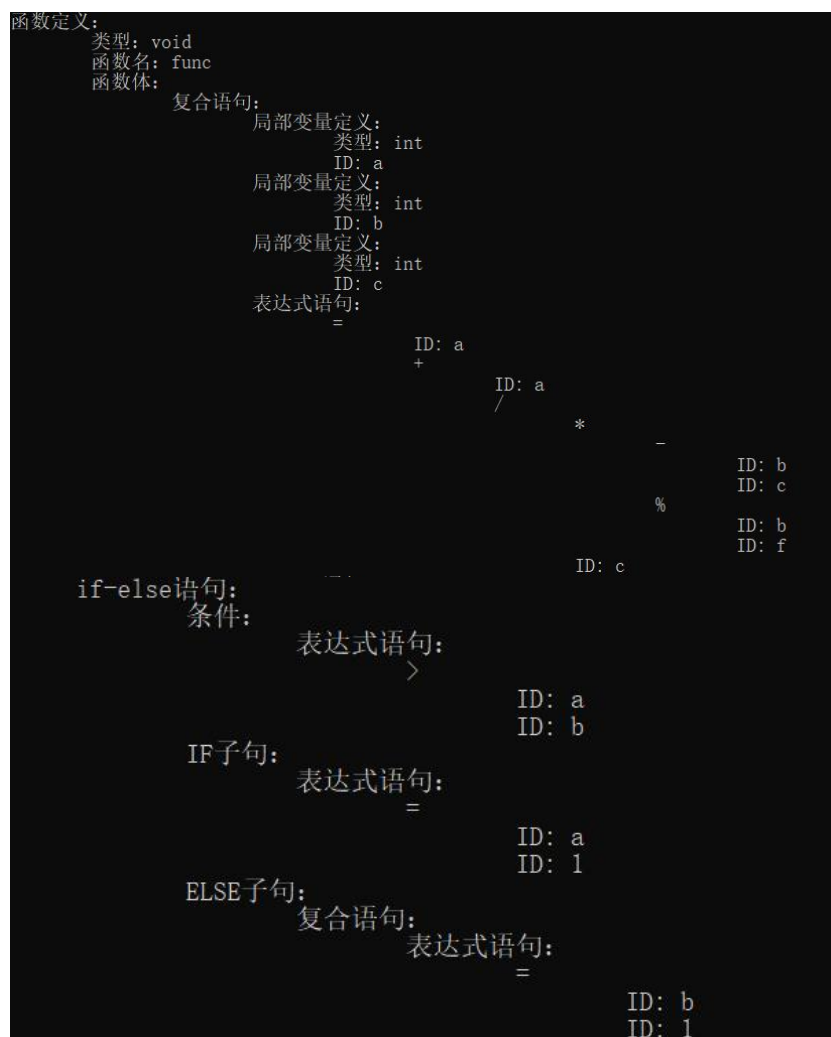 函数定义:
类型: void
函数名: func
函数体:
复合语句:
局部变量定义:
类型: int
ID: a
局部变量定义:
类型: int
ID: b
局部变量定义:
类型: int
ID: c
表达式语句:
=
ID: a
+
ID: a
/
*
-
ID: b
ID: c
%
ID: b
ID: f
ID: c
if-else语句:
条件:
表达式语句:
>
ID: a
ID: b
IF子句:
表达式语句:
=
ID: a
ID: 1
ELSE子句:
复合语句:
表达式语句:
=
ID: b
ID: 1